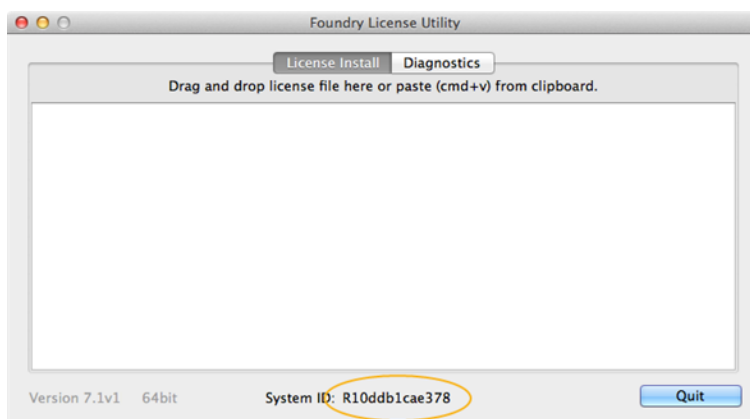 Foundry License Utility
License Install Diagnostics
Drag and drop license file here or paste (cmd+v) from clipboard.
Version 7.1v1 64bit System ID: R10ddb1cae378 Quit